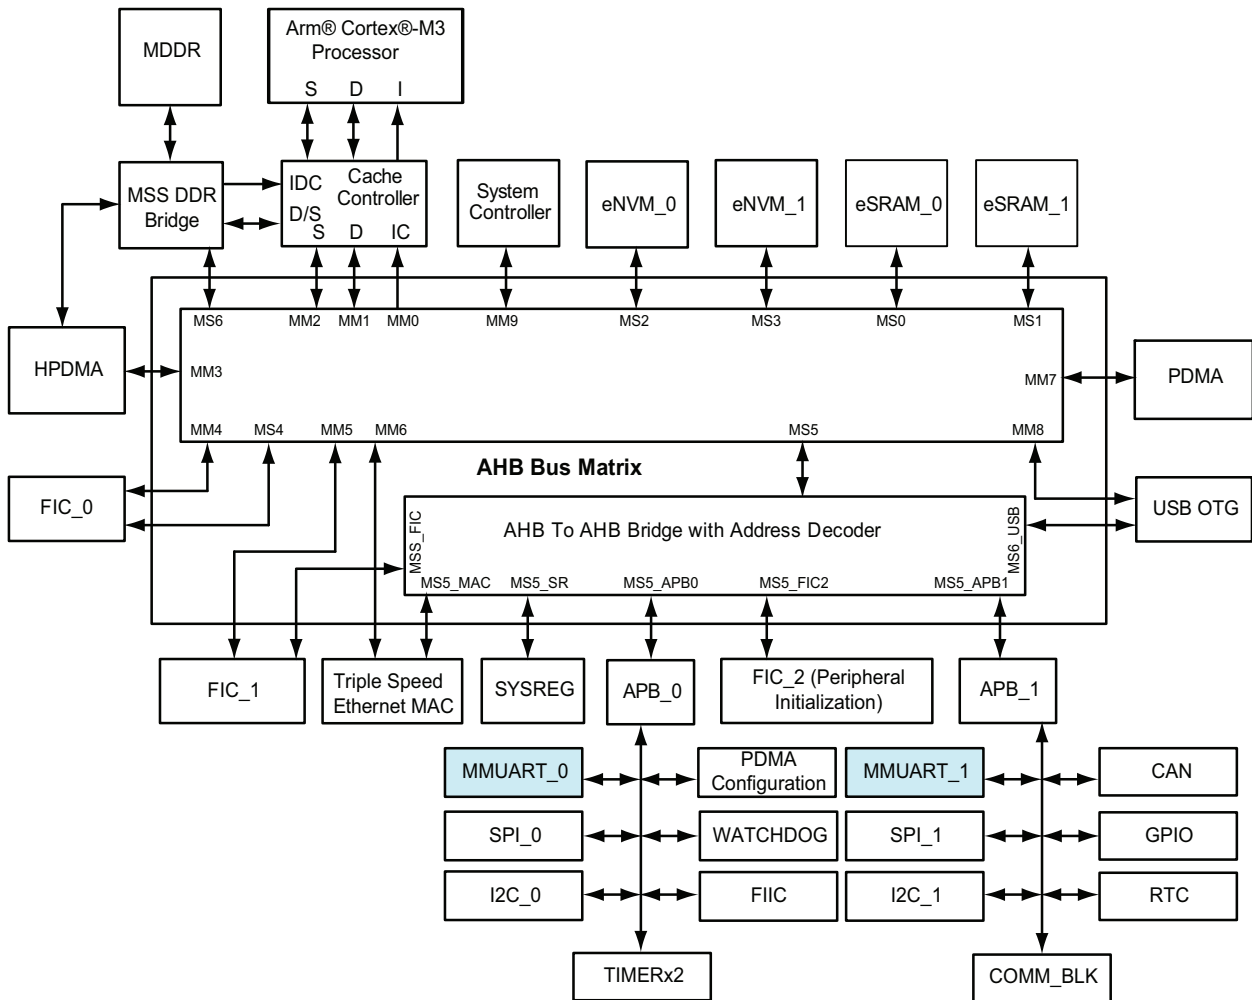 MDDR
Arm® Cortex®-M3
Processor
S D I
MSS DDR
Bridge
IDC
Cache
Controller
D/S
S D IC
System
Controller
eNVM_0
eNVM_1
eSRAM_0
eSRAM_1
MS6
MM2
MM1
MM0
MM9
MS2
MS3
MS0
MS1
HPDMA
MM3
MM7
PDMA
MM4
MS4
MM5
MM6
MS5
MM8
AHB Bus Matrix
FIC_0
USB OTG
MSS_FIC
AHB To AHB Bridge with Address Decoder
MS6_USB
MS5_MAC
MS5_SR
MS5_APB0
MS5_FIC2
MS5_APB1
FIC_1
Triple Speed
Ethernet MAC
SYSREG
APB_0
FIC_2 (Peripheral
Initialization)
APB_1
MMUART_0
PDMA
Configuration
MMUART_1
CAN
SPI_0
WATCHDOG
SPI_1
GPIO
I2C_0
FIIC
I2C_1
RTC
TIMERx2
COMM_BLK